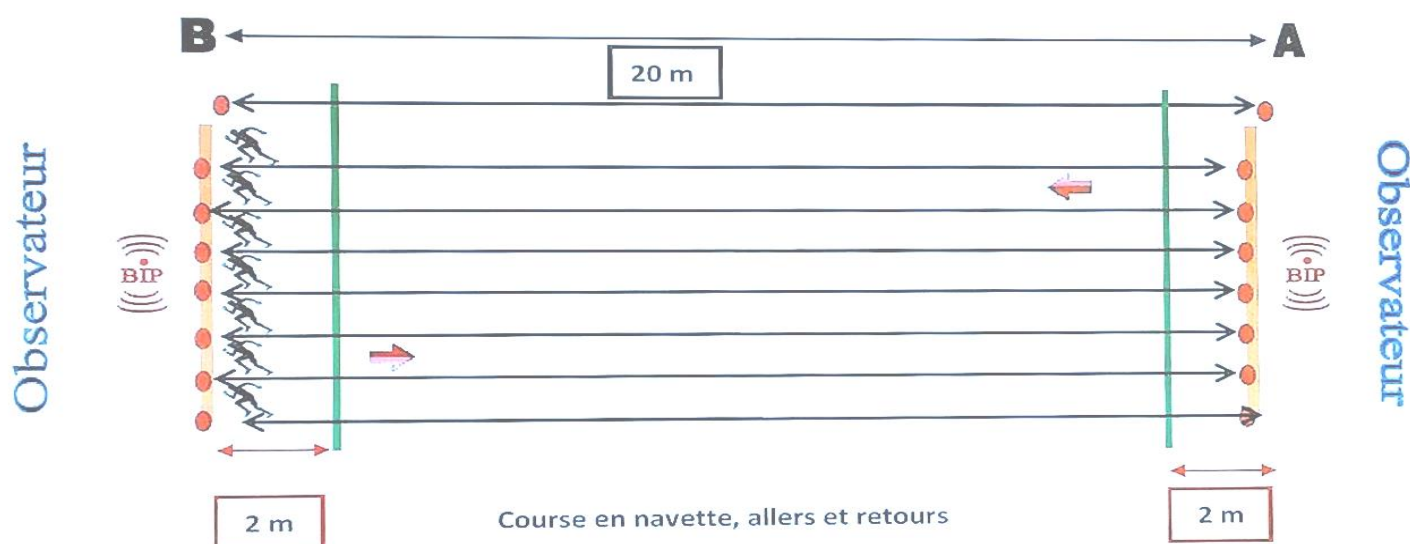 B
A
20 m
Observateur
Observateur
BIP
BIP
2 m
Course en navette, allers et retours
2 m